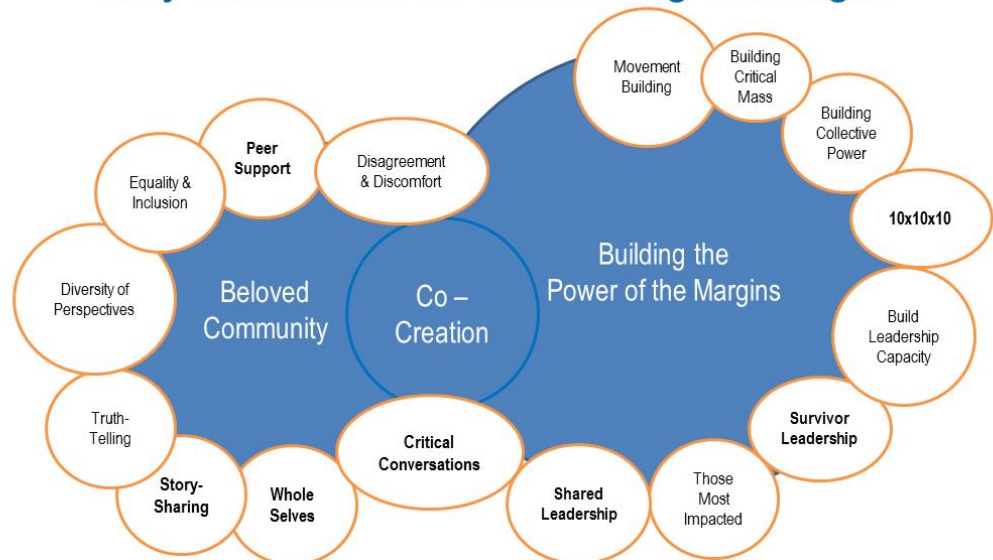 Movement
Building
Building
Critical
Mass
Building
Collective
Power
Peer
Support
Disagreement
& Discomfort
Equality &
Inclusion
10x10x10
Diversity of
Perspectives
Beloved
Community
Co –
Creation
Building the
Power of the Margins
Build
Leadership
Capacity
Truth-
Telling
Critical
Conversations
Survivor
Leadership
Story-
Sharing
Whole
Selves
Shared
Leadership
Those
Most
Impacted